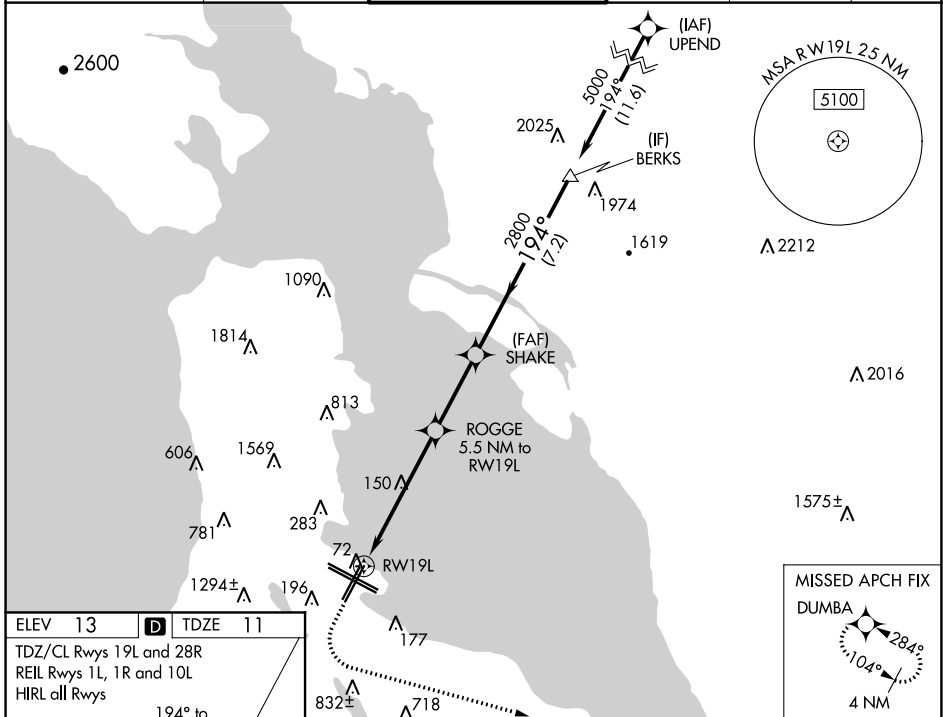 (IAF)
UPEND
2600
MSA RW19L 25 NM
5100
5000
194°
(11.6)
2025
(IF)
BERKS
1974
2800
194°
(7.2)
1619
2212
1090
1814
(FAF)
SHAKE
2016
813
ROGGE
5.5 NM to
RW19L
606
1569
150
283
781
1575±
72
RW19L
1294±
196
177
MISSED APCH FIX
DUMBA
284°
104°
4 NM
ELEV 13 D TDZE 11
TDZ/CL Rwys 19L and 28R
REIL Rwys 1L, 1R and 10L
HIRL all Rwys
194° to
832±
718